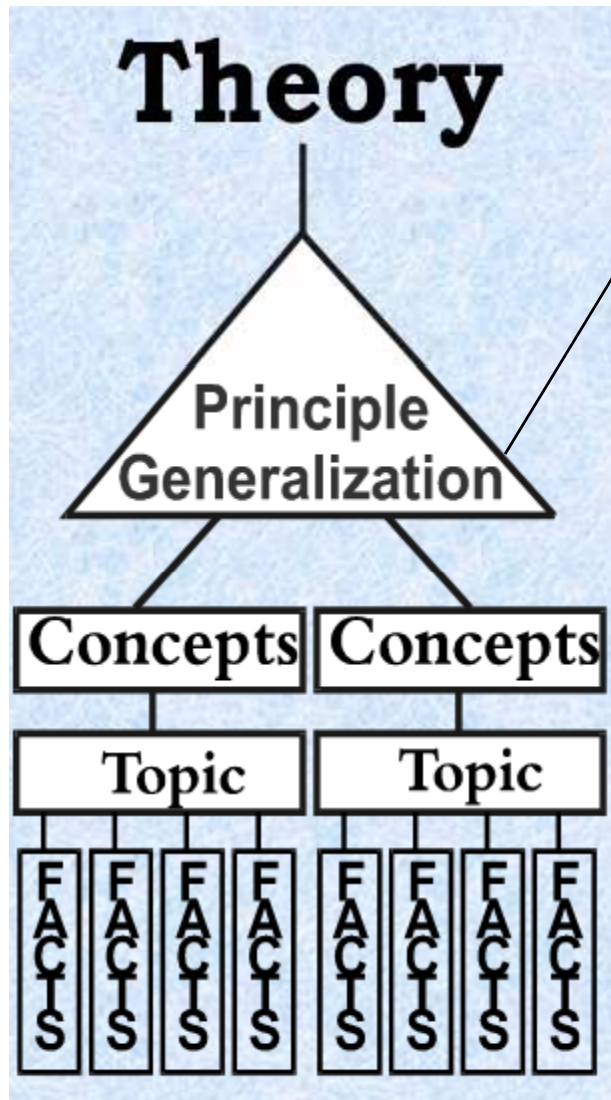 Theory
Principle
Generalization
Concepts Concepts
Topic Topic
FACTS FACTS FACTS FACTS FACTS FACTS FACTS FACTS